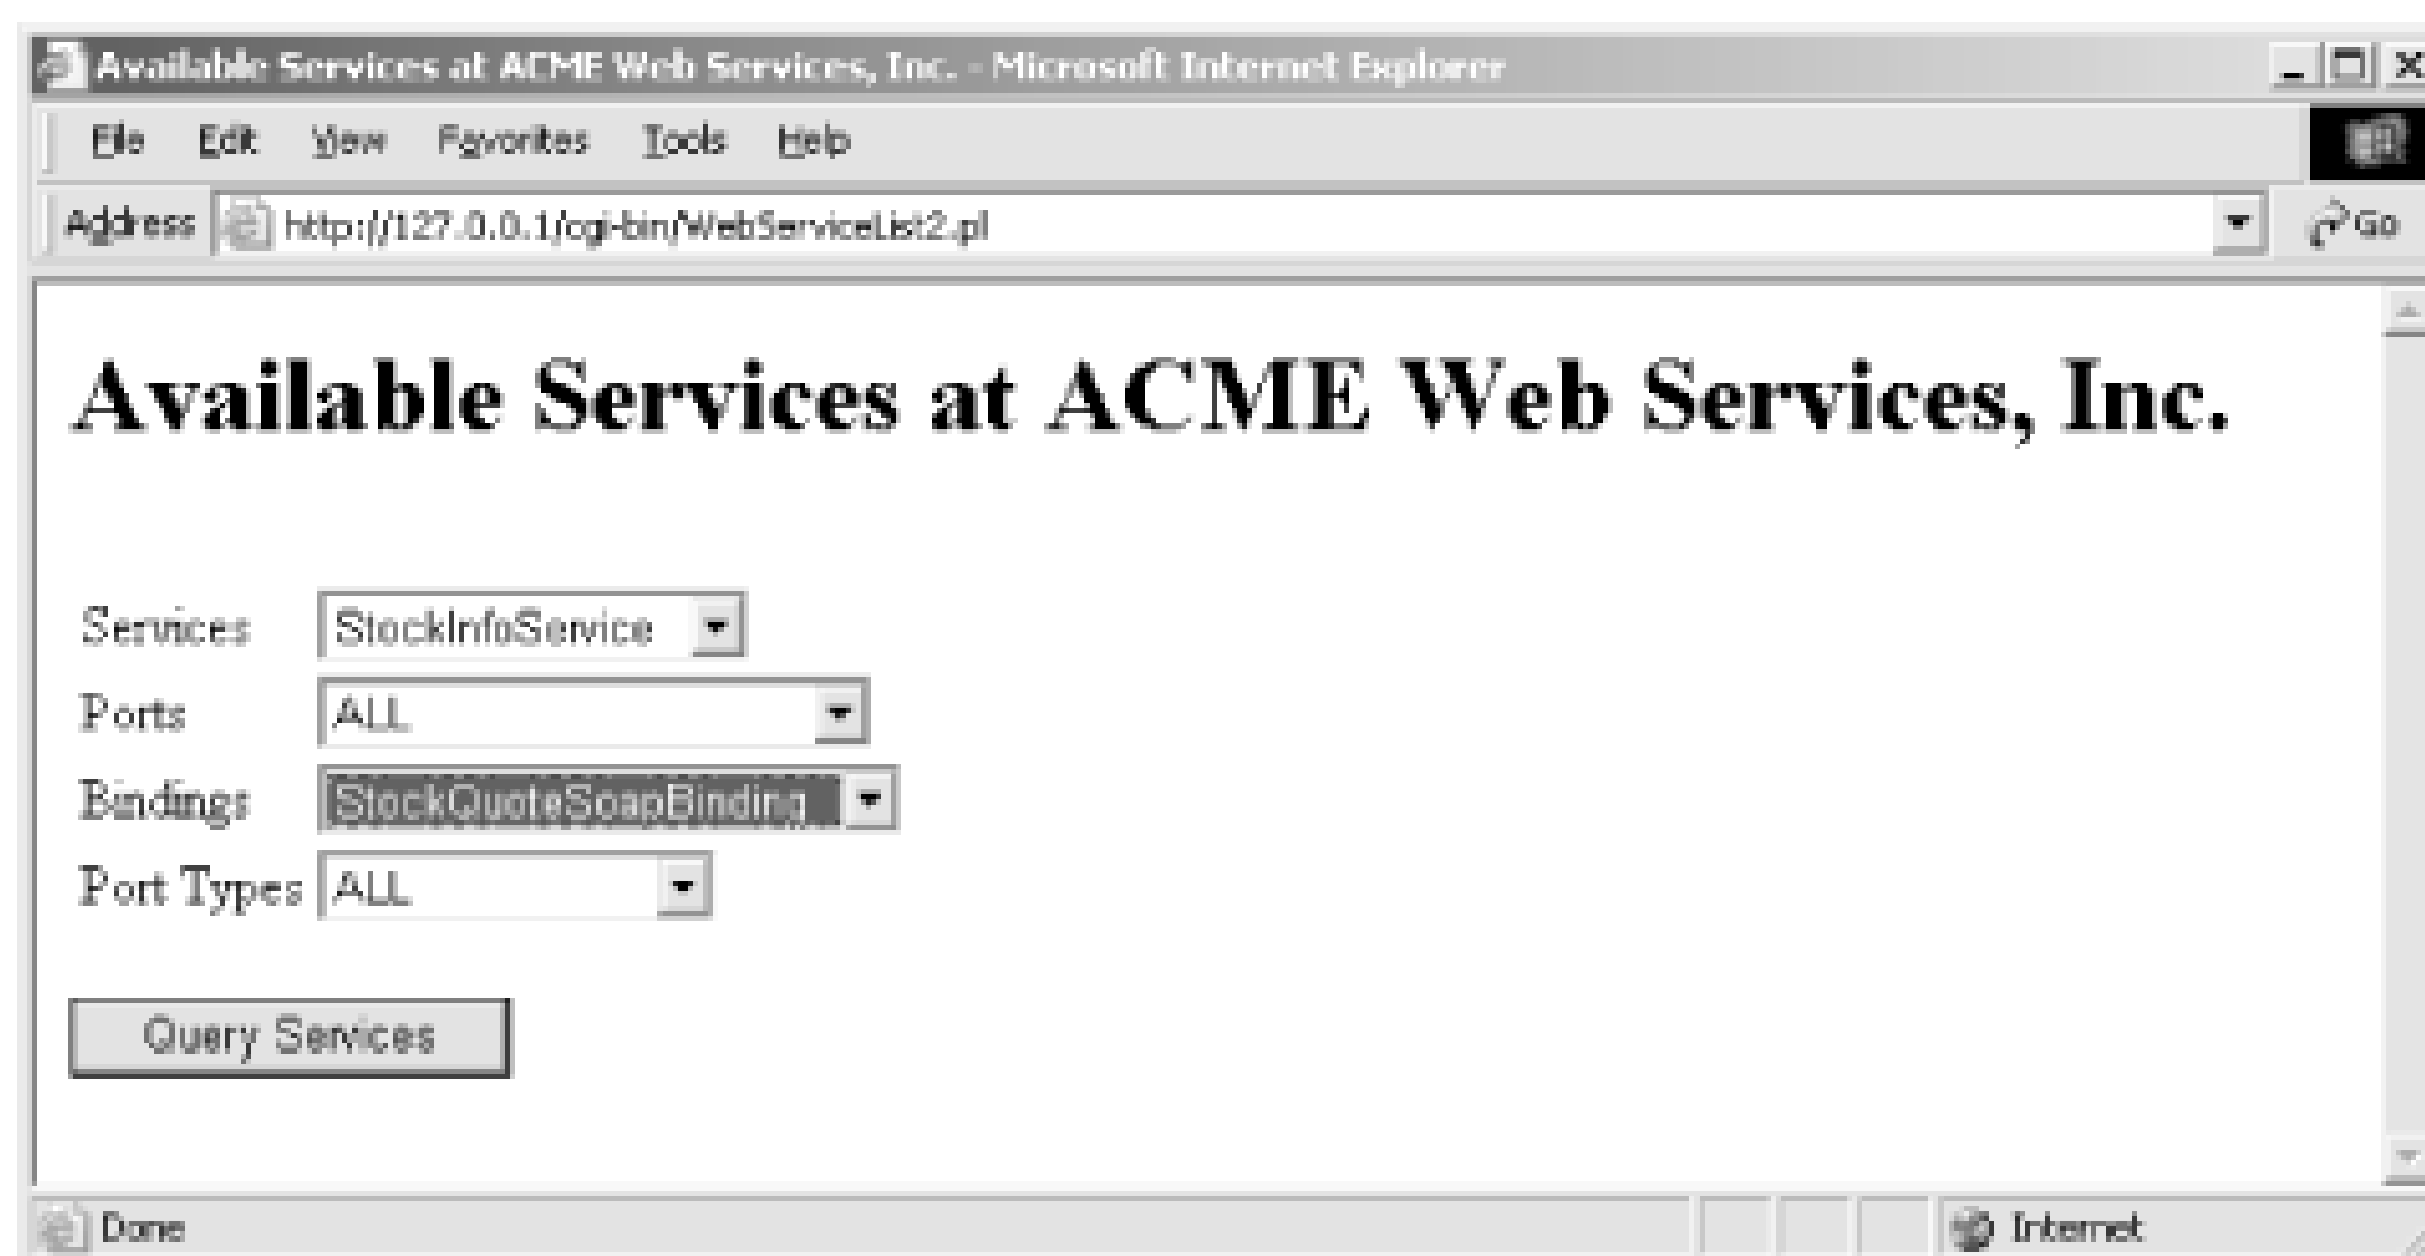 Available Services at ACME Web Services, Inc. - Microsoft Internet Explorer
File Edit View Favorites Tools Help
Address http://127.0.0.1/cgi-bin/WebServiceList2.pl Go
Available Services at ACME Web Services, Inc.
Services StockInfoService
Ports ALL
Bindings StockQuoteSoapBinding
Port Types ALL
Query Services
Done Internet